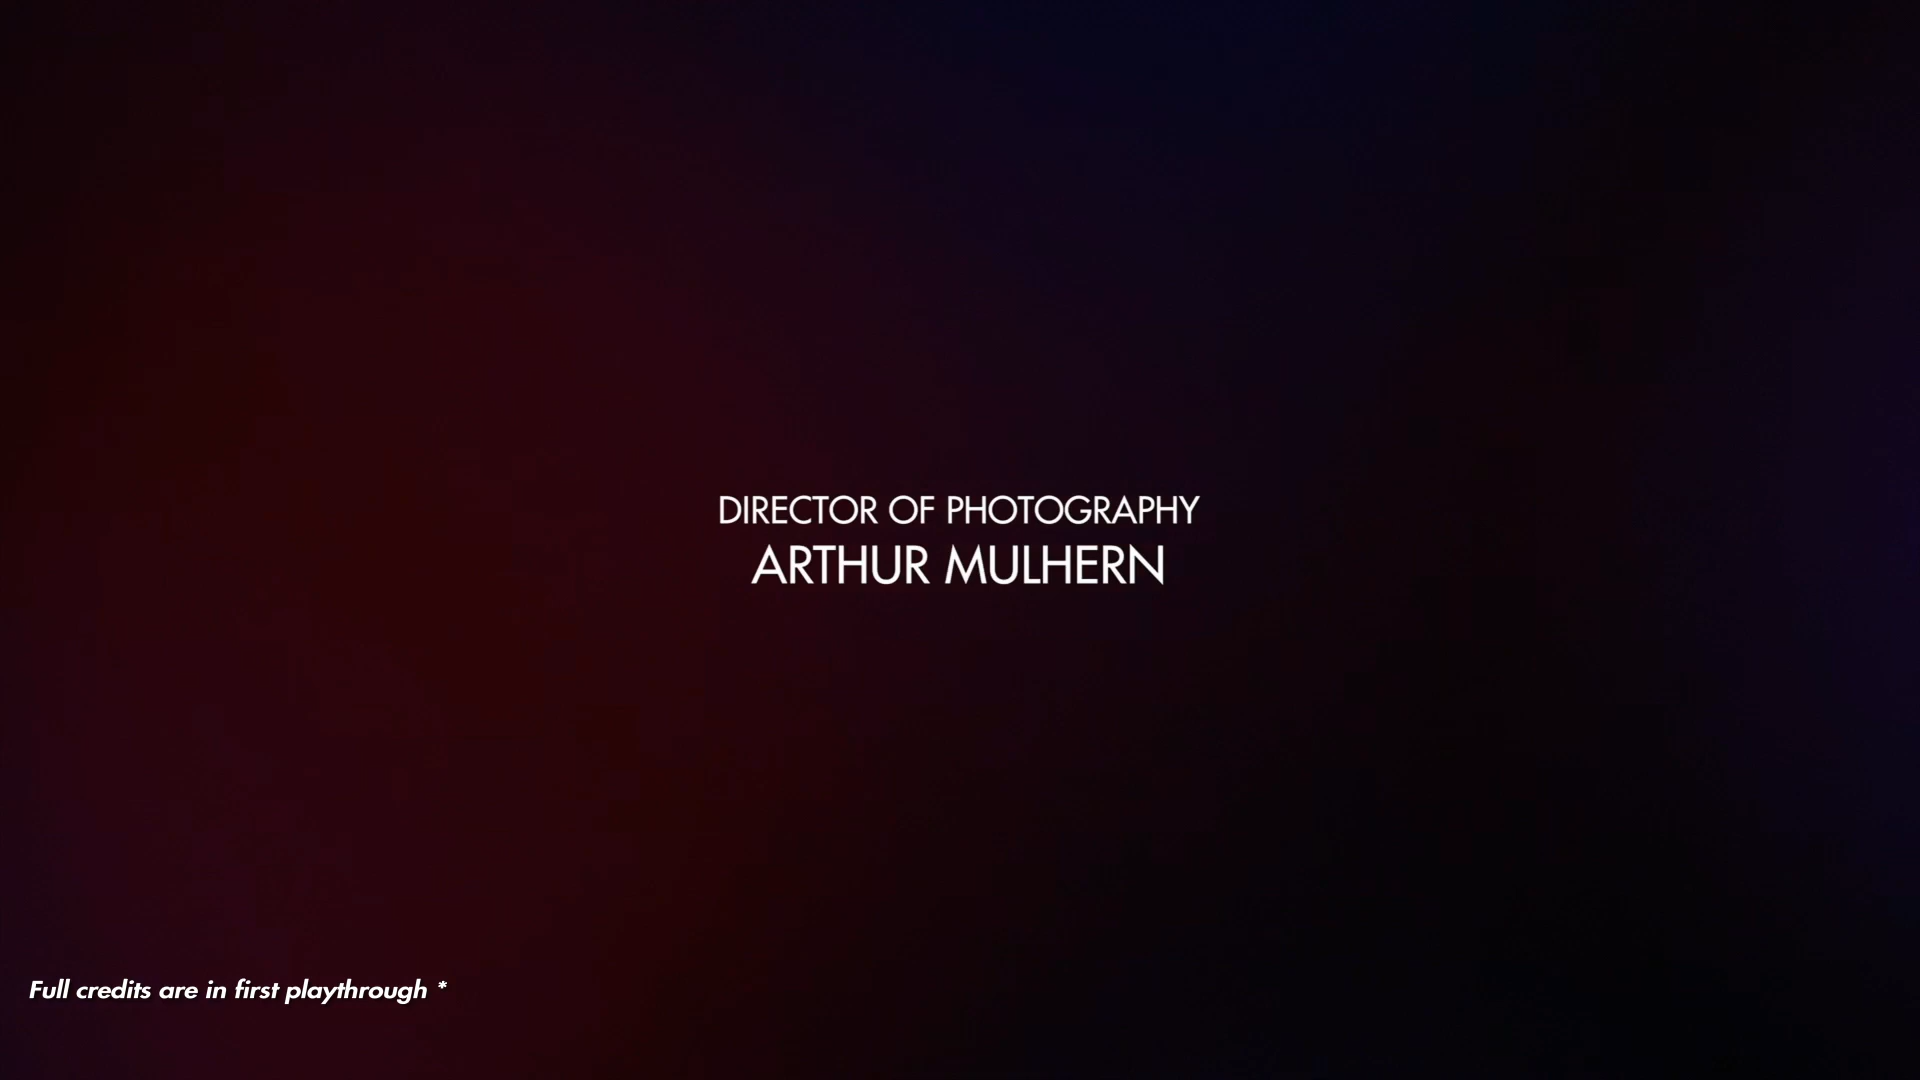 DIRECTOR OF PHOTOGRAPHY
ARTHUR MULHERN
Full credits are in first playthrough *